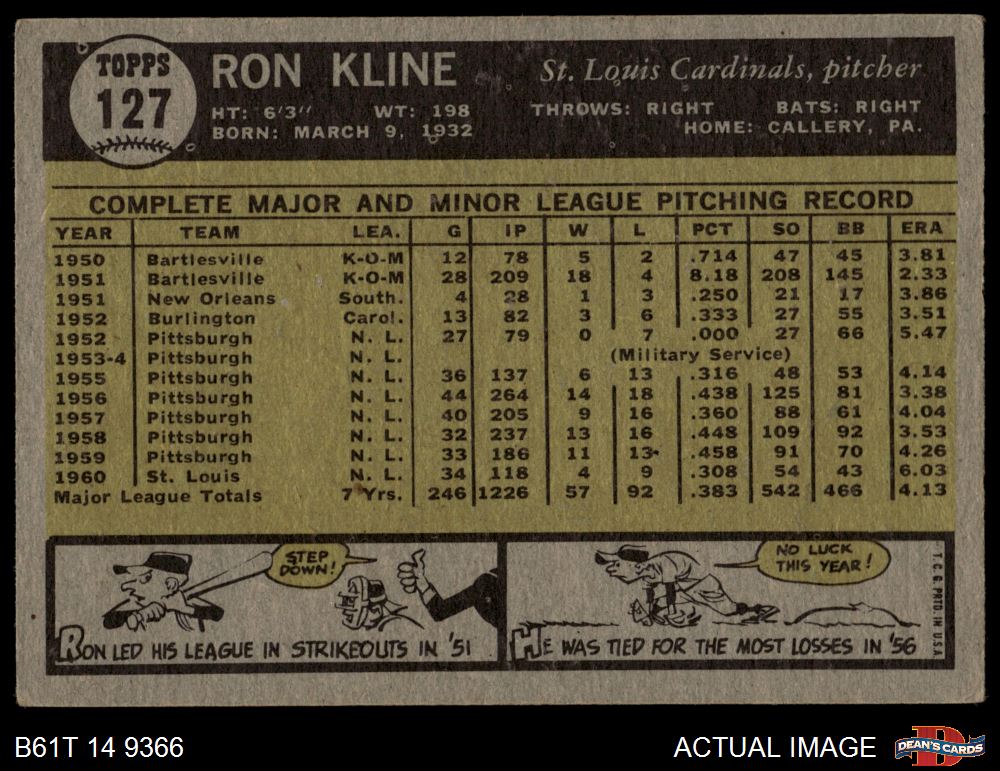 TOPPS
127
RON KLINE
St. Louis Cardinals, pitcher
HT: 6'3" WT: 198 THROWS: RIGHT BATS: RIGHT
BORN: MARCH 9, 1932 HOME: CALLERY, PA.
COMPLETE MAJOR AND MINOR LEAGUE PITCHING RECORD
YEAR TEAM LEA. G IP W L PCT SO BB ERA
1950 Bartlesville K-O-M 12 78 5 2 .714 47 45 3.81
1951 Bartlesville K-O-M 28 209 18 4 8.18 208 145 2.33
1951 New Orleans South. 4 28 1 3 .250 21 17 3.86
1952 Burlington Carol. 13 82 3 6 .333 27 55 3.51
1952 Pittsburgh N. L. 27 79 0 7 .000 27 66 5.47
1953-4 Pittsburgh N. L. (Military Service)
1955 Pittsburgh N. L. 36 137 6 13 .316 48 53 4.14
1956 Pittsburgh N. L. 44 264 14 18 .438 125 81 3.38
1957 Pittsburgh N. L. 40 205 9 16 .360 88 61 4.04
1958 Pittsburgh N. L. 32 237 13 16 .448 109 92 3.53
1959 Pittsburgh N. L. 33 186 11 13 .458 91 70 4.26
1960 St. Louis N. L. 34 118 4 9 .308 54 43 6.03
Major League Totals 7 Yrs. 246 1226 57 92 .383 542 466 4.13
STEP
DOWN!
RON LED HIS LEAGUE IN STRIKEOUTS IN '51
NO LUCK
THIS YEAR!
HE WAS TIED FOR THE MOST LOSSES IN '56
T.C.G. PRTD. IN U.S.A.
B61T 14 9366
ACTUAL IMAGE
D
DEAN'S CARDS